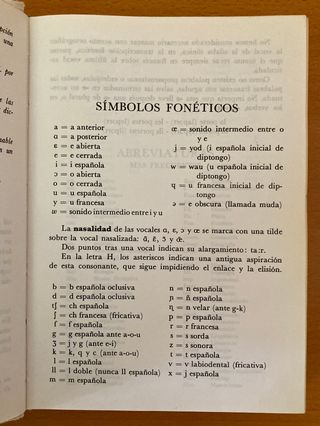 SÍMBOLOS FONÉTICOS
a = a anterior
ɑ = a posterior
ɛ = e abierta
e = e cerrada
i = i española
ɔ = o abierta
o = o cerrada
u = u española
y = u francesa
œ = sonido intermedio entre o y e
j = yod (i española inicial de diptongo)
w = wau (u española inicial de diptongo)
ɥ = u francesa inicial de diptongo
ə = e obscura (llamada muda)
= sonido intermedio entre i y u
La nasalidad de las vocales ɑ, ɛ, ɔ y œ se marca con una tilde
sobre la vocal nasalizada: ɑ̃, ɛ̃, ɔ̃ y œ̃.
Dos puntos tras una vocal indican su alargamiento: ta:r.
En la letra H, los asteriscos indican una antigua aspiración
de esta consonante, que sigue impidiendo el enlace y la elisión.
b = b española oclusiva
d = d española oclusiva
tʃ = ch española
ʃ = ch francesa (fricativa)
f = f española
g = g española ante a-o-u
ʒ = j y g (ante e-i)
k = k, q y c (ante a-o-u)
l = l española
ll = l doble (nunca ll española)
m = m española
n = n española
ɲ = ñ española
ŋ = n velar (ante g-k)
p = p española
r = r francesa
s = s sorda
z = s sonora
t = t española
v = v labiodental (fricativa)
x = j española